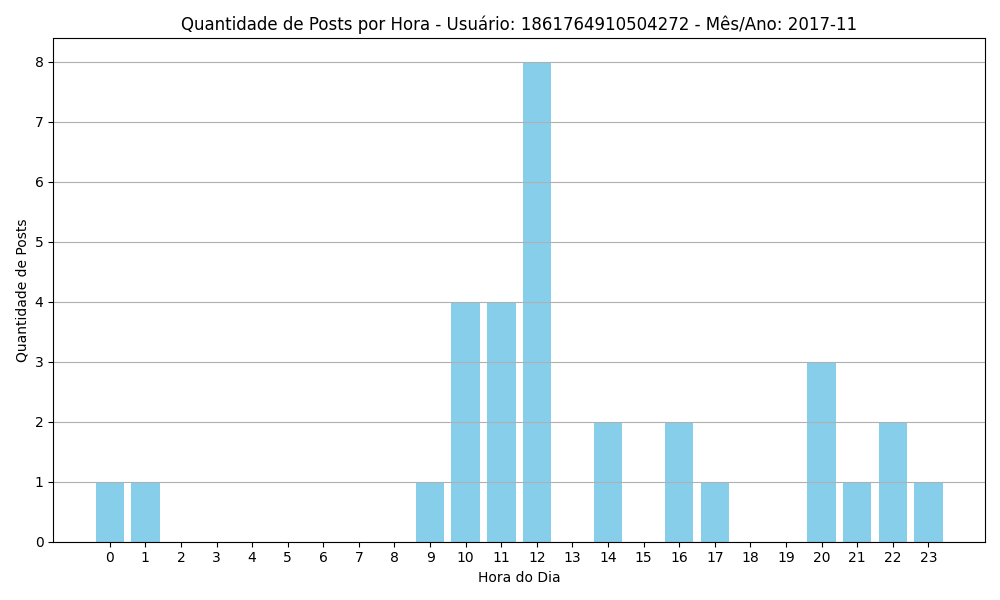 Quantidade de Posts por Hora - Usuário: 1861764910504272 - Mês/Ano: 2017-11
Quantidade de Posts
8
7
6
5
4
3
2
1
0
0 1 2 3 4 5 6 7 8 9 10 11 12 13 14 15 16 17 18 19 20 21 22 23
Hora do Dia